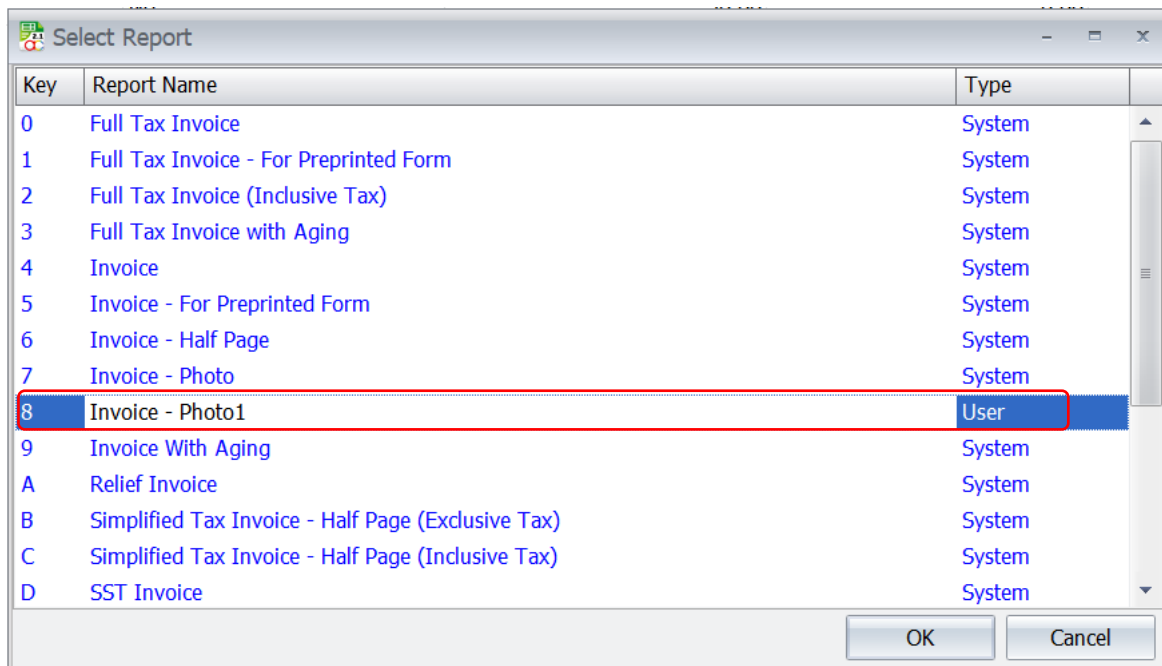 Select Report
Key Report Name Type
0 Full Tax Invoice System
1 Full Tax Invoice - For Preprinted Form System
2 Full Tax Invoice (Inclusive Tax) System
3 Full Tax Invoice with Aging System
4 Invoice System
5 Invoice - For Preprinted Form System
6 Invoice - Half Page System
7 Invoice - Photo System
8 Invoice - Photo1 User
9 Invoice With Aging System
A Relief Invoice System
B Simplified Tax Invoice - Half Page (Exclusive Tax) System
C Simplified Tax Invoice - Half Page (Inclusive Tax) System
D SST Invoice System
OK Cancel